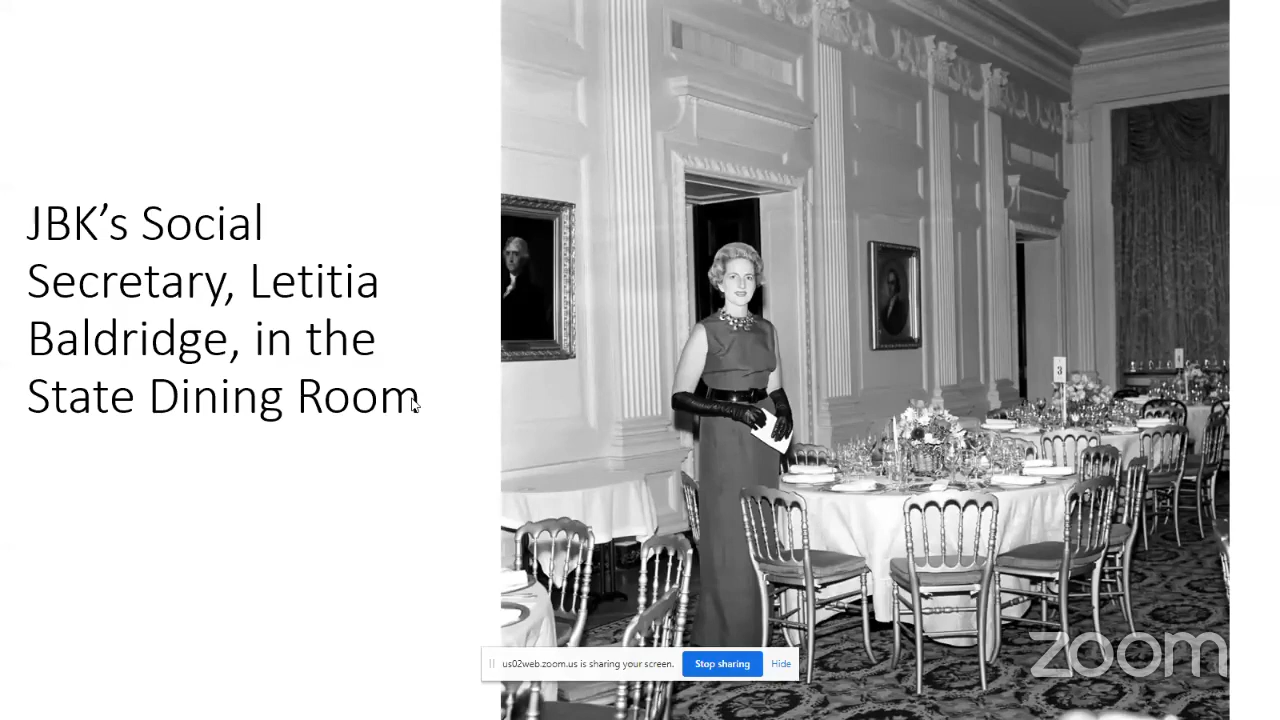 JBK’s Social
Secretary, Letitia
Baldridge, in the
State Dining Room
3
us02web.zoom.us is sharing your screen. Stop sharing Hide
zoom